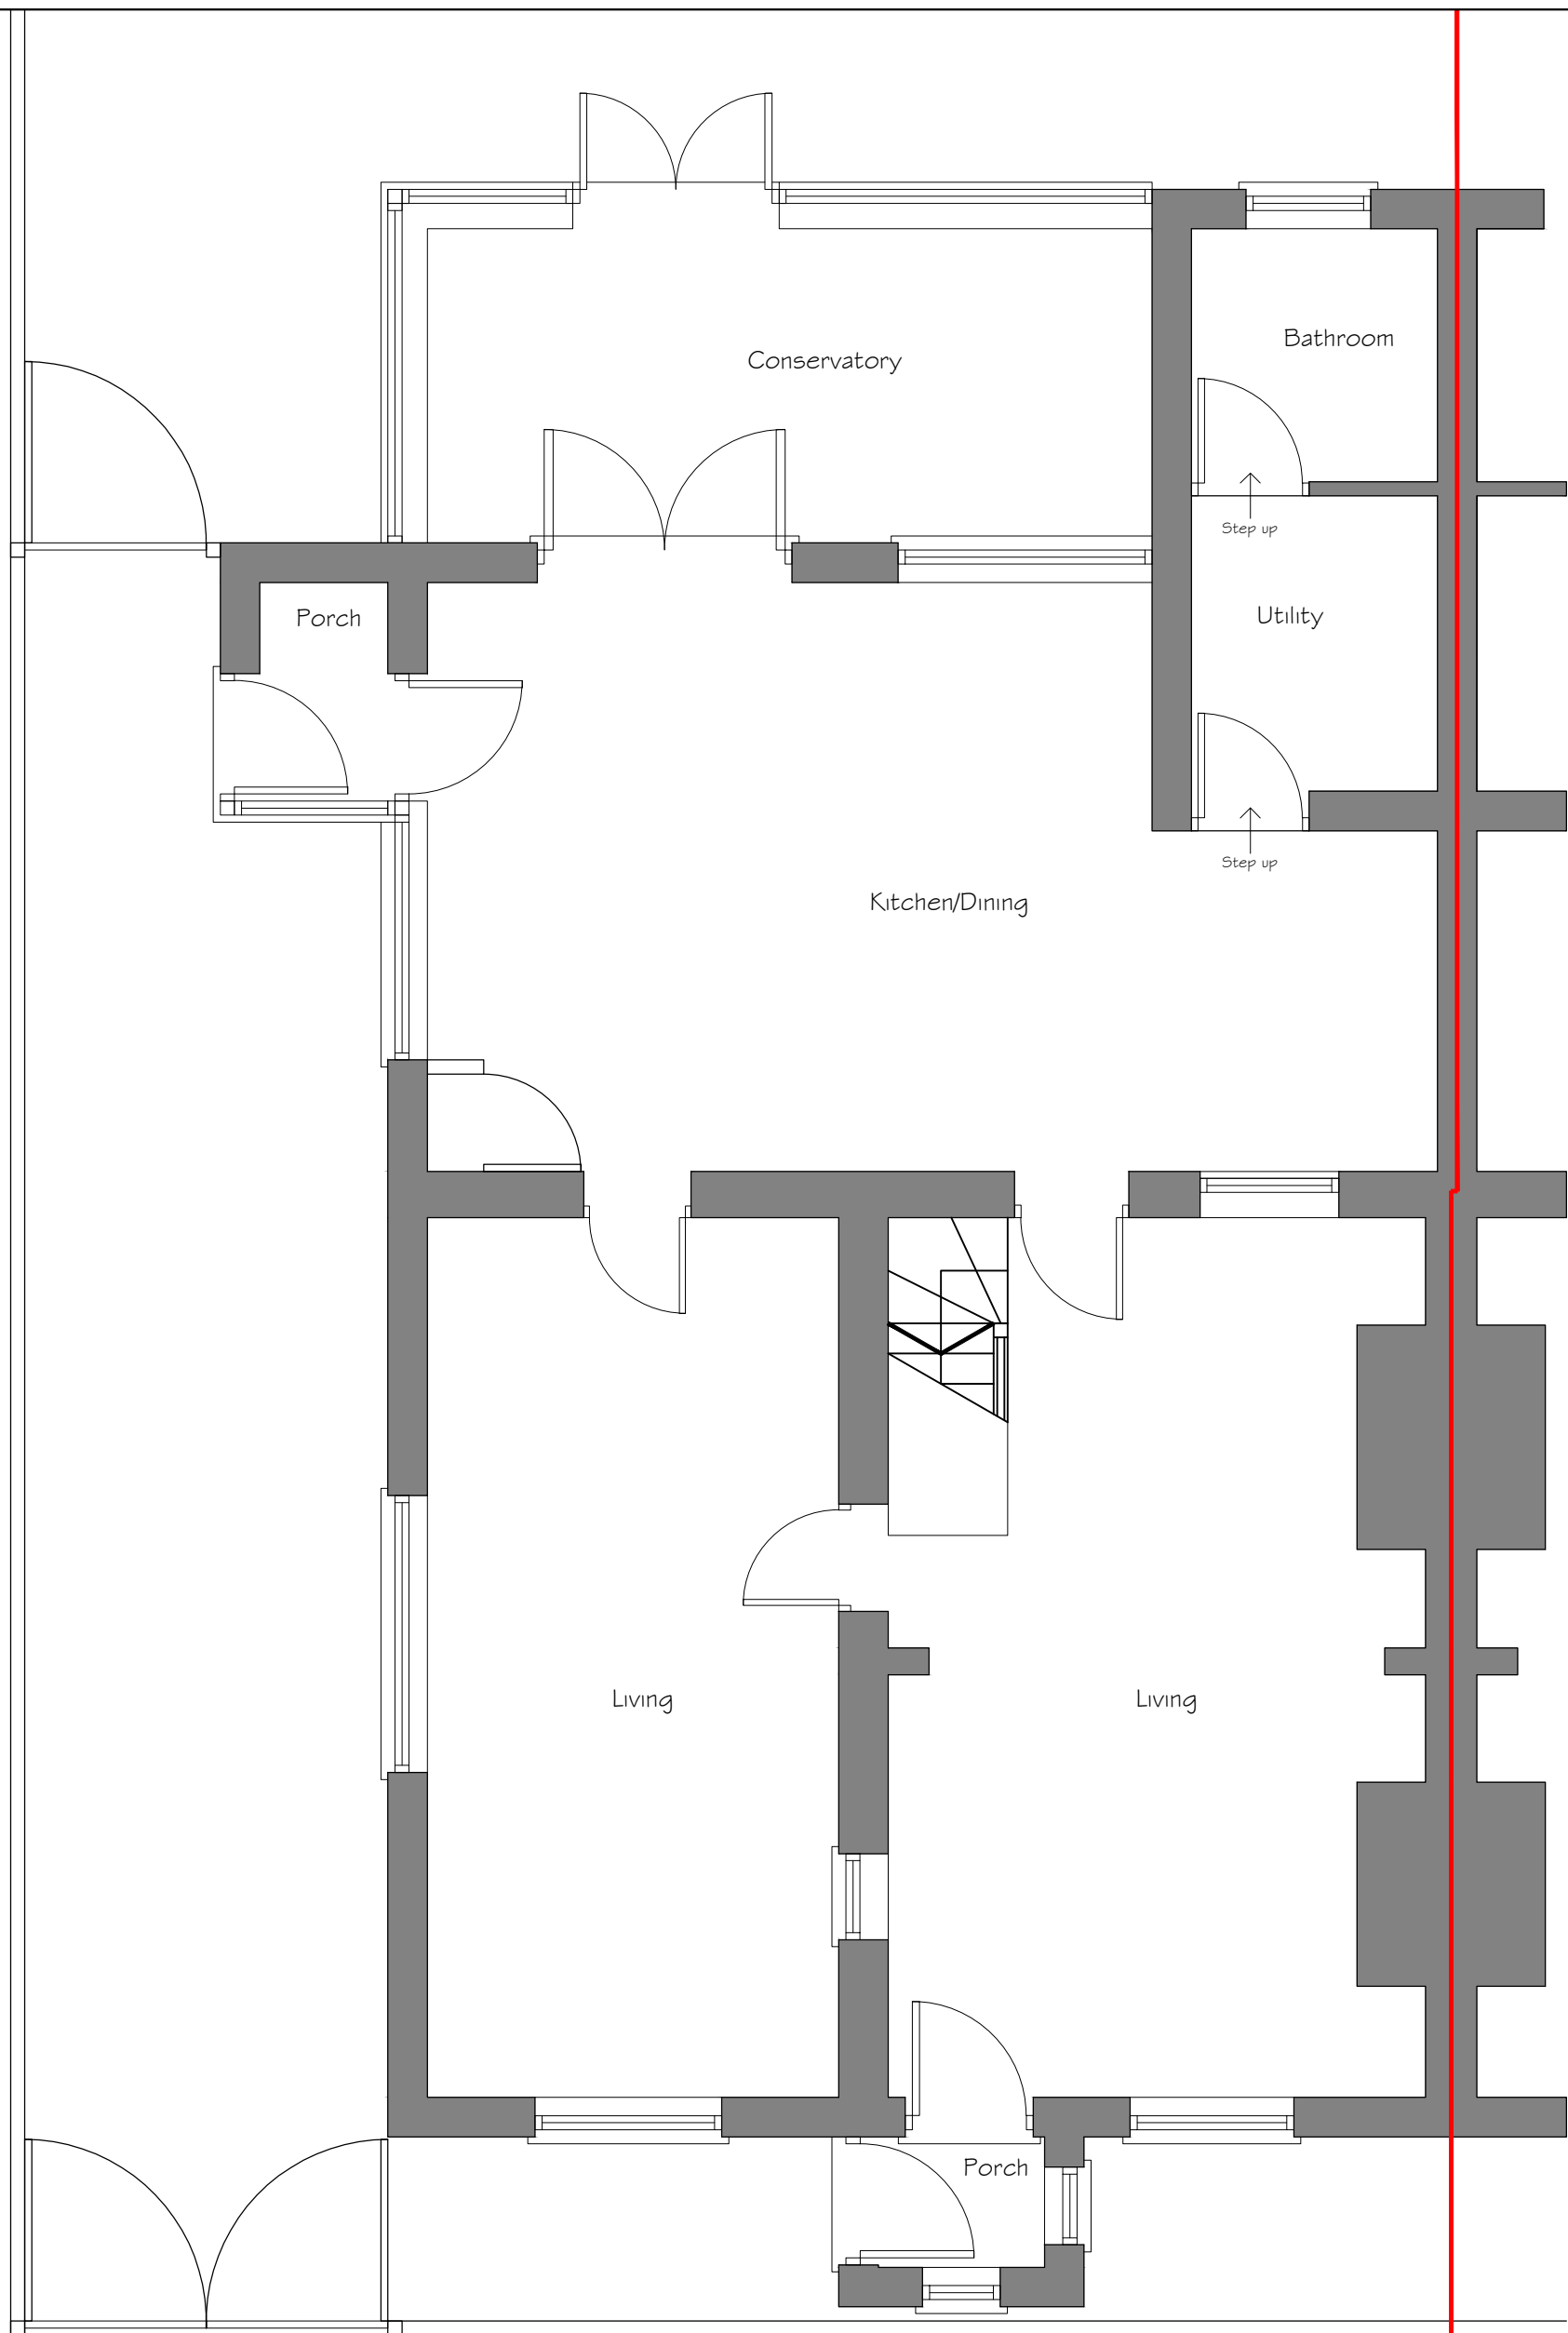 Bathroom
Conservatory
Step up
Porch
Utility
Step up
Kitchen/Dining
Living
Living
Porch